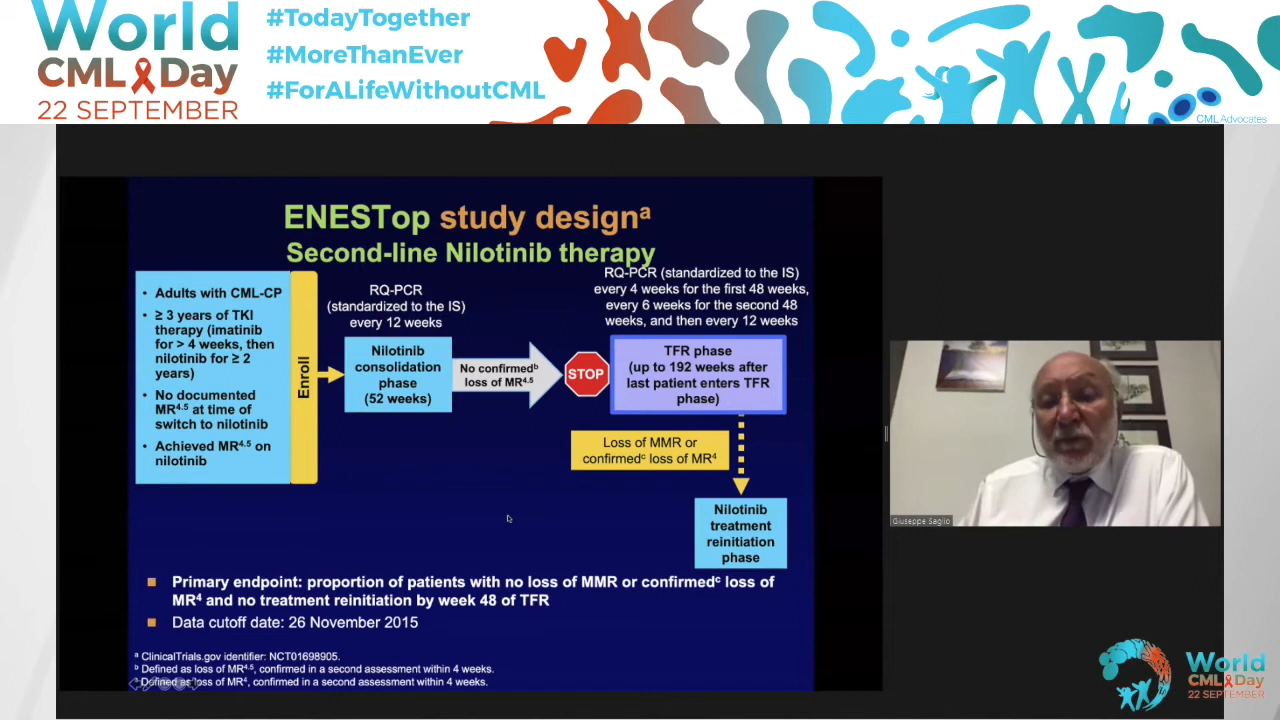 World
CML Day
22 SEPTEMBER
#TodayTogether
#MoreThanEver
#ForALifeWithoutCML
CML Advocates
ENESTop study designᵃ
Second-line Nilotinib therapy
• Adults with CML-CP
• ≥ 3 years of TKI
therapy (imatinib
for > 4 weeks, then
nilotinib for ≥ 2
years)
• No documented
MR⁴·⁵ at time of
switch to nilotinib
• Achieved MR⁴·⁵ on
nilotinib
Enroll
RQ-PCR
(standardized to the IS)
every 12 weeks
Nilotinib
consolidation
phase
(52 weeks)
No confirmedᵇ
loss of MR⁴·⁵
STOP
RQ-PCR (standardized to the IS)
every 4 weeks for the first 48 weeks,
every 6 weeks for the second 48
weeks, and then every 12 weeks
TFR phase
(up to 192 weeks after
last patient enters TFR
phase)
Loss of MMR or
confirmedᶜ loss of MR⁴
Nilotinib
treatment
reinitiation
phase
Primary endpoint: proportion of patients with no loss of MMR or confirmedᶜ loss of
MR⁴ and no treatment reinitiation by week 48 of TFR
Data cutoff date: 26 November 2015
ᵃ ClinicalTrials.gov identifier: NCT01698905.
ᵇ Defined as loss of MR⁴·⁵, confirmed in a second assessment within 4 weeks.
ᶜ Defined as loss of MR⁴, confirmed in a second assessment within 4 weeks.
Giuseppe Saglio
World
CML Day
22 SEPTEMBER